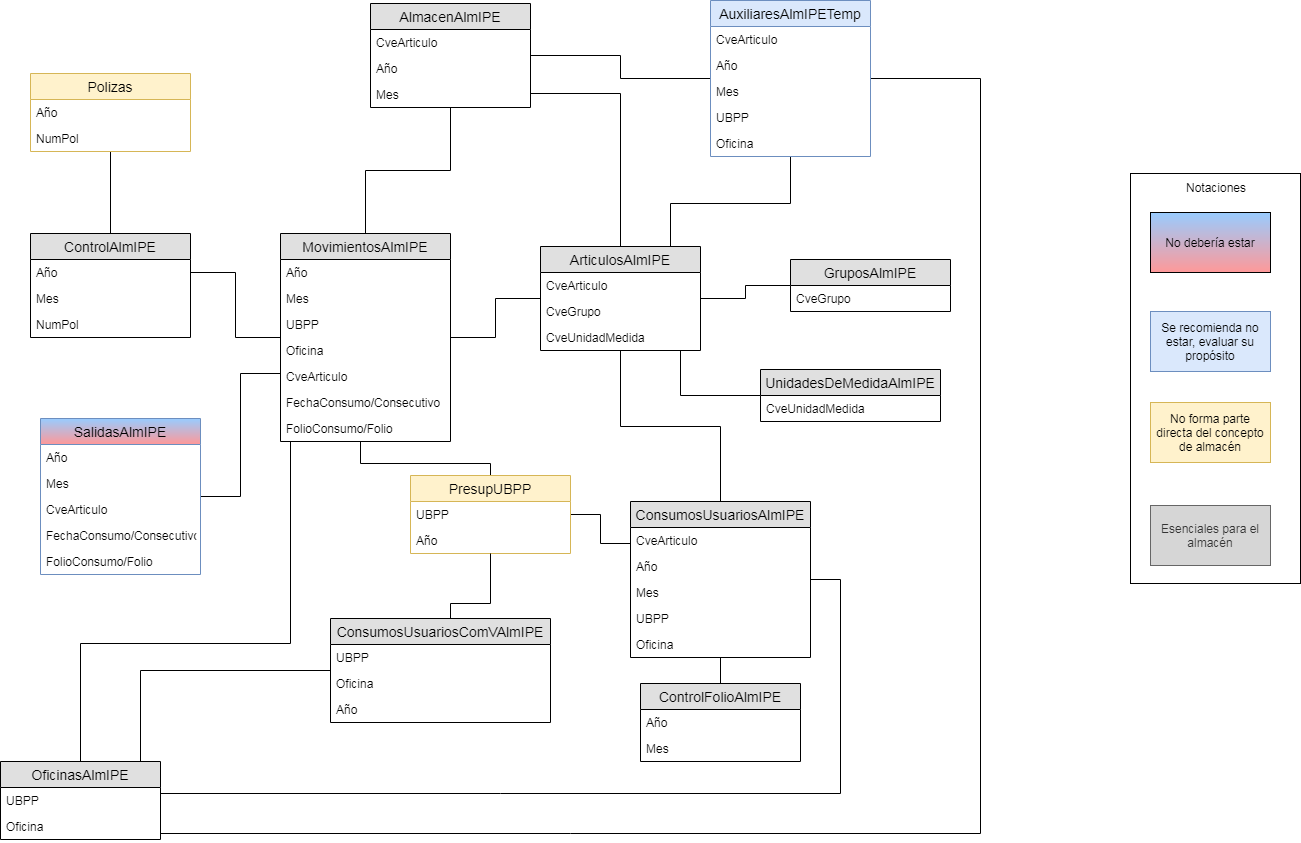 AlmacenAlmIPE
CveArticulo
Año
Mes
AuxiliaresAlmIPETemp
CveArticulo
Año
Mes
UBPP
Oficina
Polizas
Año
NumPol
ControlAlmIPE
Año
Mes
NumPol
MovimientosAlmIPE
Año
Mes
UBPP
Oficina
CveArticulo
FechaConsumo/Consecutivo
FolioConsumo/Folio
ArticulosAlmIPE
CveArticulo
CveGrupo
CveUnidadMedida
GruposAlmIPE
CveGrupo
UnidadesDeMedidaAlmIPE
CveUnidadMedida
SalidasAlmIPE
Año
Mes
CveArticulo
FechaConsumo/Consecutivo
FolioConsumo/Folio
PresupUBPP
UBPP
Año
ConsumosUsuariosAlmIPE
CveArticulo
Año
Mes
UBPP
Oficina
ConsumosUsuariosComVAlmIPE
UBPP
Oficina
Año
ControlFolioAlmIPE
Año
Mes
OficinasAlmIPE
UBPP
Oficina
Notaciones
No debería estar
Se recomienda no
estar, evaluar su
propósito
No forma parte
directa del concepto
de almacén
Esenciales para el
almacén